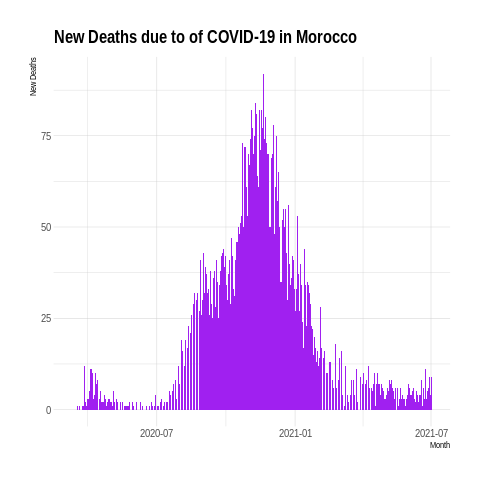 New Deaths due to of COVID-19 in Morocco
New Deaths
75
50
25
0
2020-07
2021-01
2021-07
Month